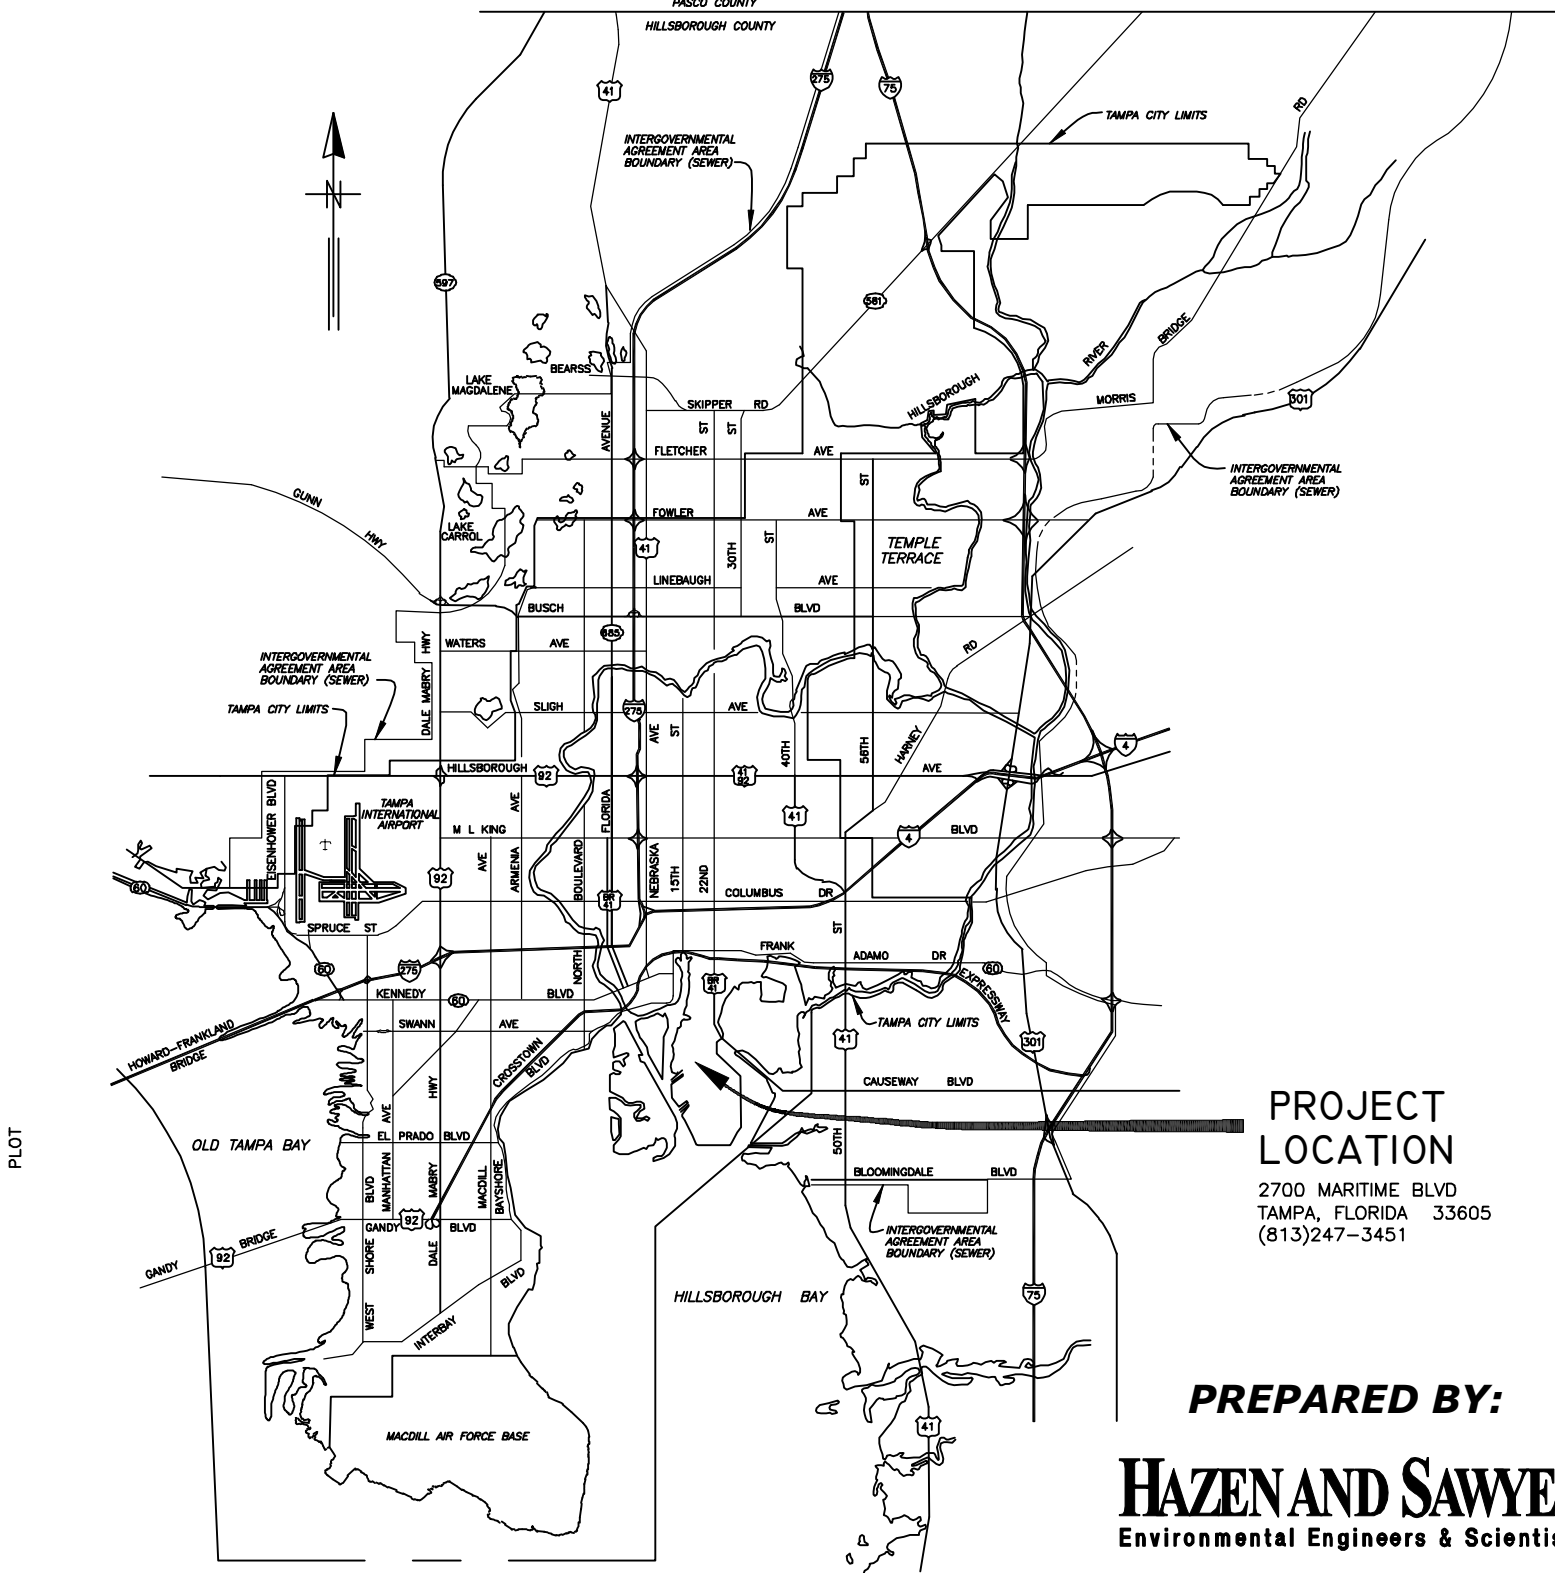 PASCO COUNTY
HILLSBOROUGH COUNTY
41
275
75
TAMPA CITY LIMITS
RD
INTERGOVERNMENTAL
AGREEMENT AREA
BOUNDARY (SEWER)
N
597
581
BRIDGE
RIVER
BEARSS
LAKE
MAGDALENE
HILLSBOROUGH
SKIPPER RD
MORRIS
301
AVENUE
ST
ST
FLETCHER AVE
INTERGOVERNMENTAL
AGREEMENT AREA
BOUNDARY (SEWER)
ST
GUNN
HWY
LAKE
CARROL
FOWLER AVE
41
30TH
ST
TEMPLE
TERRACE
LINEBAUGH AVE
BUSCH BLVD
685
WATERS AVE
HWY
RD
INTERGOVERNMENTAL
AGREEMENT AREA
BOUNDARY (SEWER)
TAMPA CITY LIMITS
DALE MABRY
SLIGH AVE
275
AVE
ST
40TH
56TH
HARNEY
4
HILLSBOROUGH
92
41
92
AVE
EISENHOWER BLVD
TAMPA
INTERNATIONAL
AIRPORT
AVE
FLORIDA
41
M L KING BLVD
4
AVE
ARMENIA
BOULEVARD
NEBRASKA
15TH
22ND
60
92
BR
41
COLUMBUS DR
SPRUCE ST
ST
FRANK
ADAMO DR
60
EXPRESSWAY
60
275
NORTH
BR
41
KENNEDY
60
BLVD
SWANN AVE
TAMPA CITY LIMITS
HOWARD-FRANKLAND
BRIDGE
CROSSTOWN
BLVD
41
301
HWY
CAUSEWAY BLVD
AVE
PROJECT
LOCATION
2700 MARITIME BLVD
TAMPA, FLORIDA 33605
(813)247-3451
PLOT
OLD TAMPA BAY
EL PRADO BLVD
50TH
BLVD
MANHATTAN
MABRY
MACDILL
BAYSHORE
BLOOMINGDALE BLVD
GANDY
92
BLVD
INTERGOVERNMENTAL
AGREEMENT AREA
BOUNDARY (SEWER)
GANDY
92
BRIDGE
SHORE
DALE
BLVD
WEST
INTERBAY
HILLSBOROUGH BAY
75
PREPARED BY:
41
MACDILL AIR FORCE BASE
HAZEN AND SAWYE
Environmental Engineers & Scientis